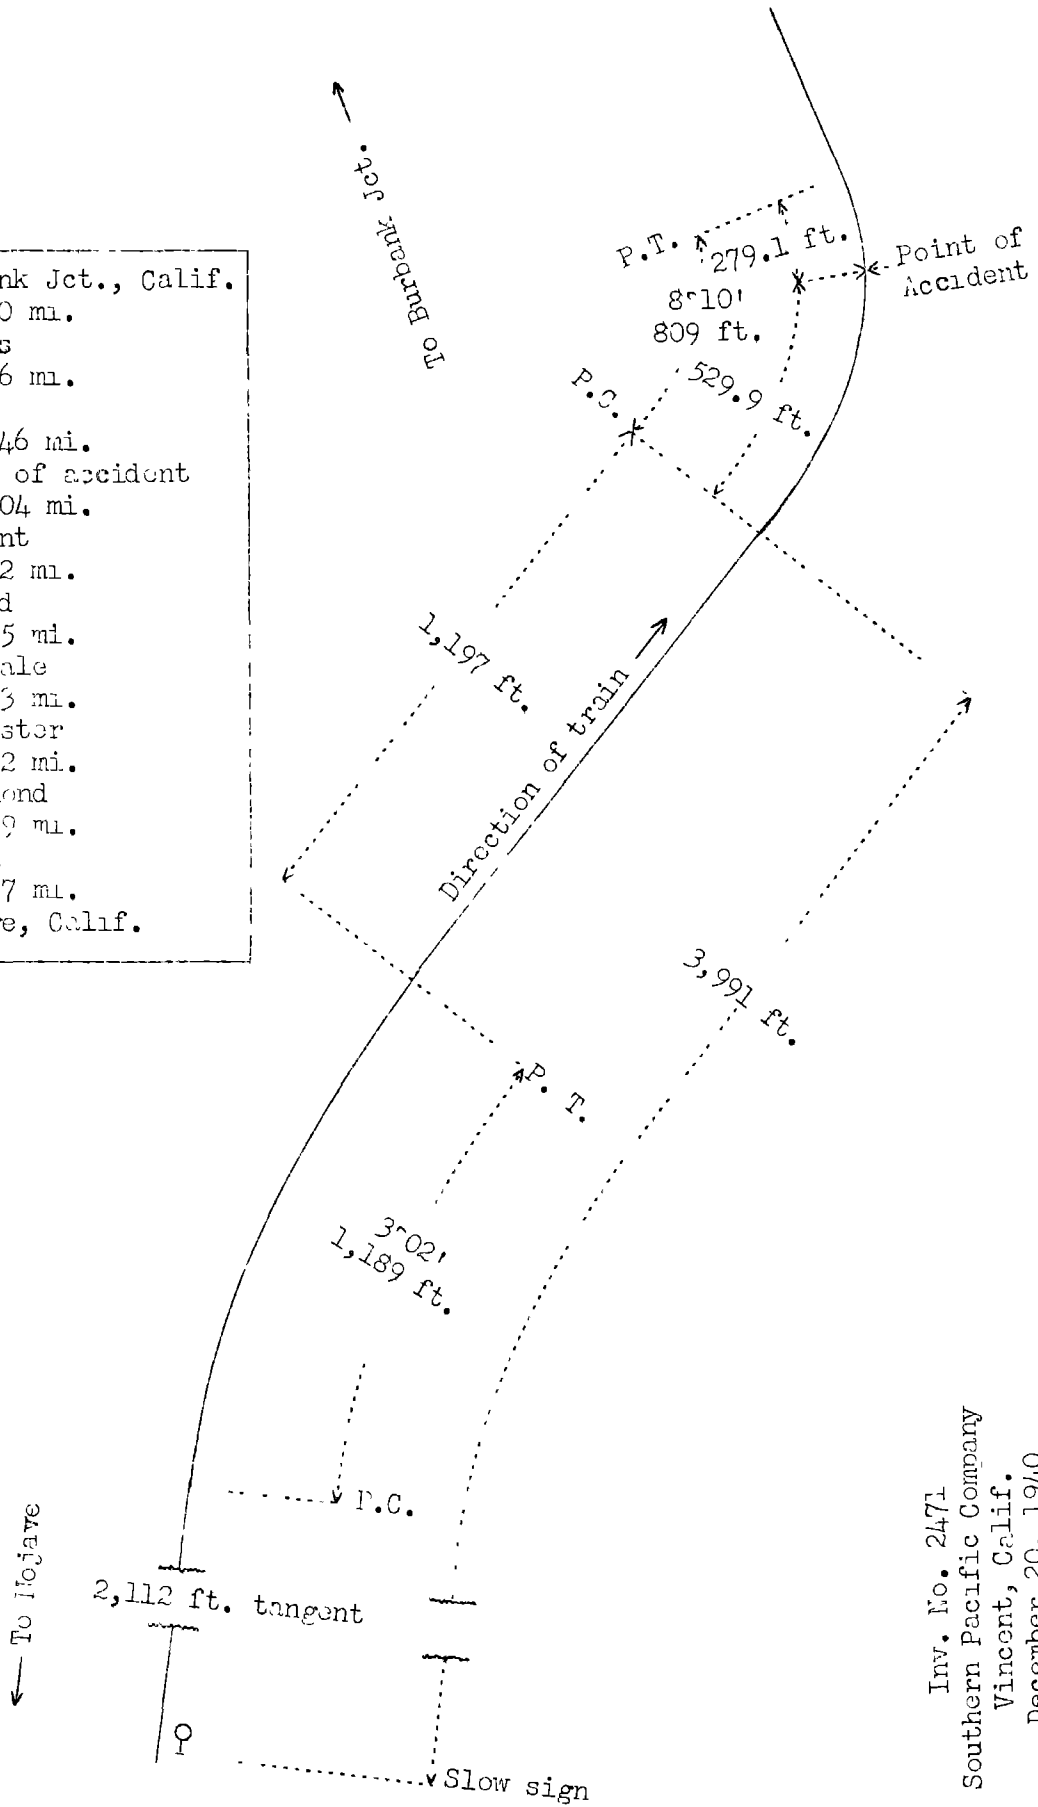 nk Jct., Calif.
0 mi.
s
6 mi.
46 mi.
of accident
04 mi.
nt
2 mi.
d
5 mi.
ale
3 mi.
ster
2 mi.
ond
9 mi.
7 mi.
e, Calif.
To Burbank Jct.
P.T.
279.1 ft.
Point of
Accident
8°10'
809 ft.
P.C.
529.9 ft.
1,197 ft.
Direction of train
3,991 ft.
P. T.
3°02'
1,189 ft.
P.C.
To Mojave
2,112 ft. tangent
Slow sign
Inv. No. 2471
Southern Pacific Company
Vincent, Calif.
December 20, 1940